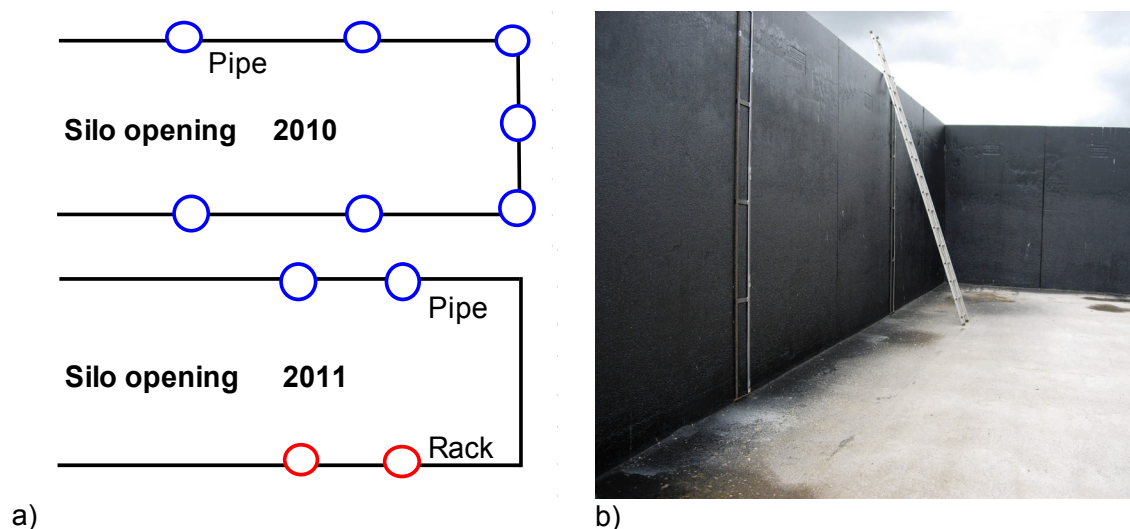 Pipe
Silo opening 2010
Pipe
Silo opening 2011
Rack
a)
b)